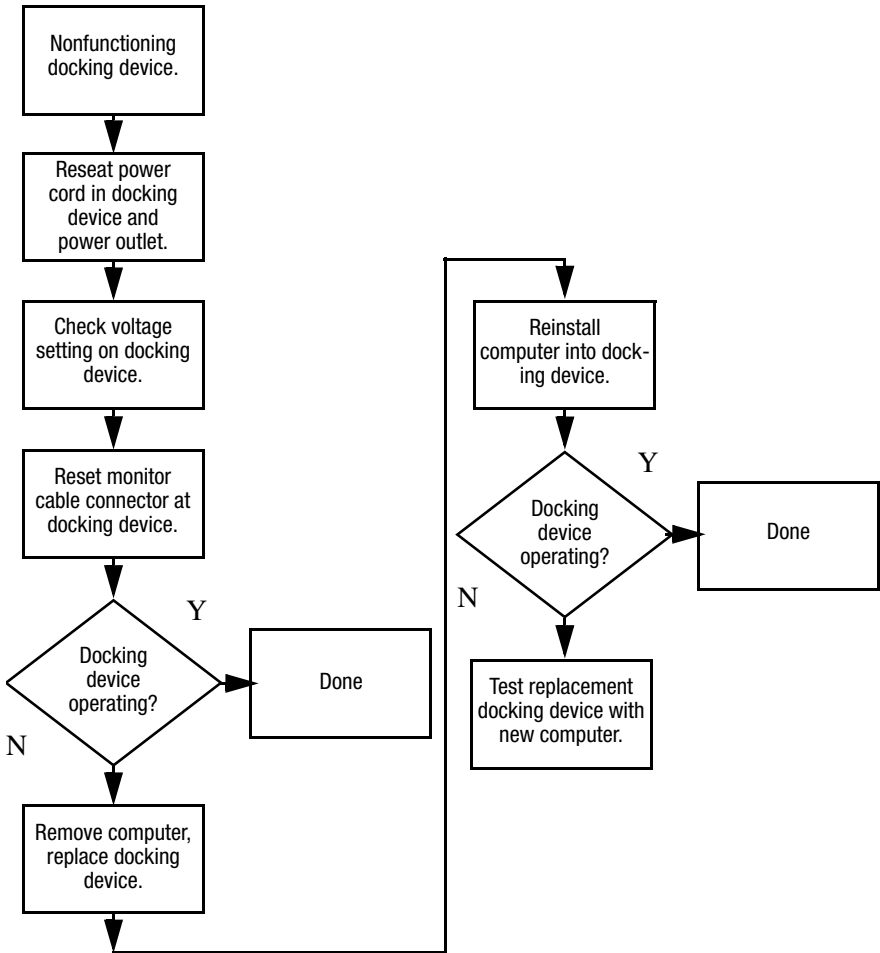 Nonfunctioning
docking device.
Reseat power
cord in docking
device and
power outlet.
Check voltage
setting on docking
device.
Reset monitor
cable connector at
docking device.
Docking
device
operating?
Y
N
Done
Remove computer,
replace docking
device.
Reinstall
computer into dock-
ing device.
Docking
device
operating?
Y
N
Done
Test replacement
docking device with
new computer.